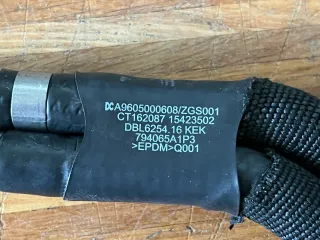 A9605000608/ZGS001
CT162087 15423502
DBL6254.16 KEK
794065A1P3
>EPDM>Q001